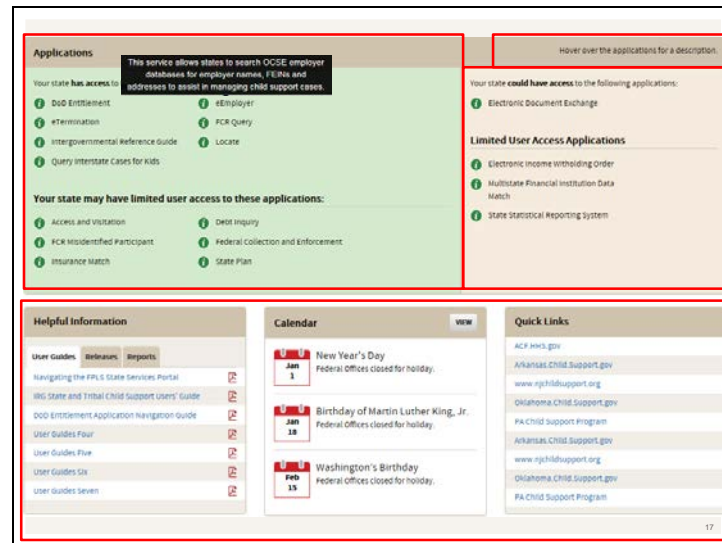 Applications
Hover over the applications for a description.
This service allows states to search OCSE employer
databases for employer names, FEINs and
addresses to assist in managing child support cases.
Your state has access to
DoD Entitlement
eEmployer
eTermination
FCR Query
Intergovernmental Reference Guide
Locate
Query Interstate Cases for Kids
Your state may have limited user access to these applications:
Access and Visitation
Debt Inquiry
FCR Misidentified Participant
Federal Collection and Enforcement
Insurance Match
State Plan
Your state could have access to the following applications:
Electronic Document Exchange
Limited User Access Applications
Electronic Income Witholding Order
Multistate Financial Institution Data
Match
State Statistical Reporting System
Helpful Information
User Guides Releases Reports
Navigating the FPLS State Services Portal
IRG State and Tribal Child Support Users' Guide
DoD Entitlement Application Navigation Guide
User Guides Four
User Guides Five
User Guides Six
User Guides Seven
Calendar
VIEW
Jan
1
New Year's Day
Federal Offices closed for holiday.
Jan
18
Birthday of Martin Luther King, Jr.
Federal Offices closed for holiday.
Feb
15
Washington's Birthday
Federal Offices closed for holiday.
Quick Links
ACF.HHS.gov
Arkansas.Child.Support.gov
www.njchildsupport.org
Oklahoma.Child.Support.gov
PA Child Support Program
Arkansas.Child.Support.gov
www.njchildsupport.org
Oklahoma.Child.Support.gov
PA Child Support Program
17